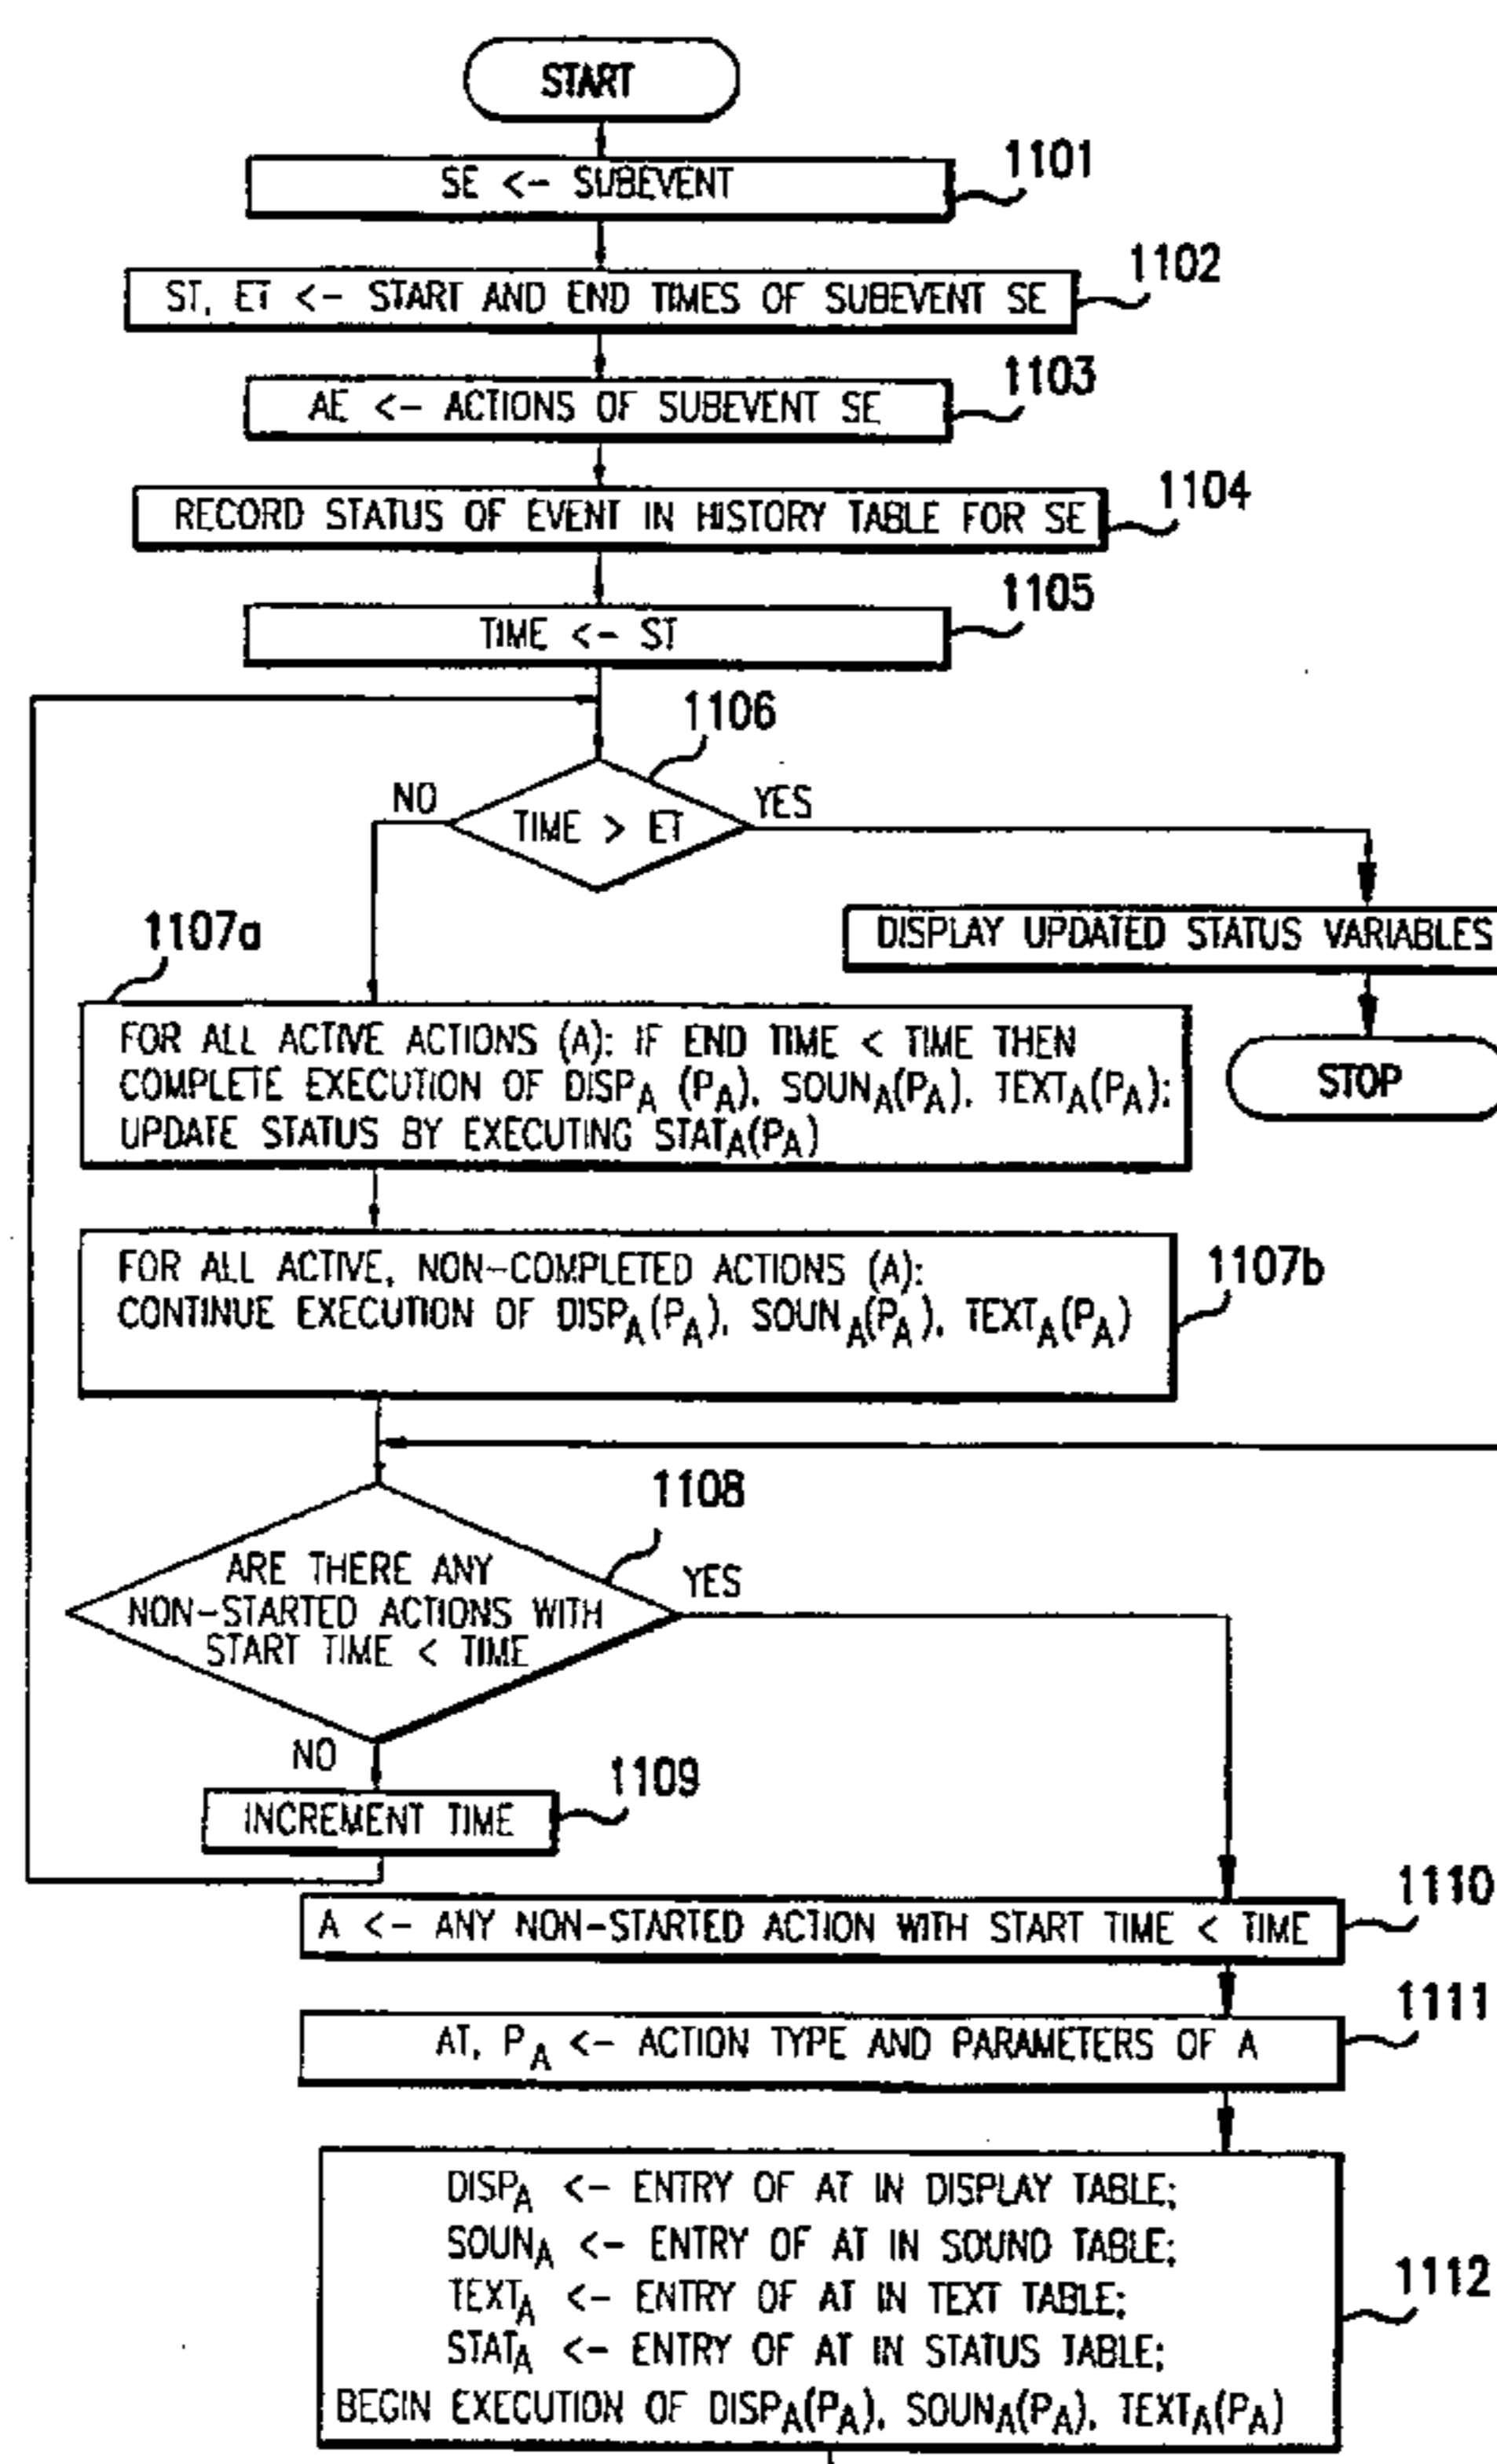 START
SE <- SUBEVENT
1101
ST, ET <- START AND END TIMES OF SUBEVENT SE
1102
AE <- ACTIONS OF SUBEVENT SE
1103
RECORD STATUS OF EVENT IN HISTORY TABLE FOR SE
1104
TIME <- ST
1105
1106
NO
TIME > ET
YES
DISPLAY UPDATED STATUS VARIABLES
STOP
1107a
FOR ALL ACTIVE ACTIONS (A): IF END TIME < TIME THEN
COMPLETE EXECUTION OF DISPA (PA), SOUNA(PA), TEXTA(PA);
UPDATE STATUS BY EXECUTING STATA(PA)
FOR ALL ACTIVE, NON-COMPLETED ACTIONS (A):
CONTINUE EXECUTION OF DISPA(PA), SOUNA(PA), TEXTA(PA)
1107b
1108
ARE THERE ANY
NON-STARTED ACTIONS WITH
START TIME < TIME
YES
NO
INCREMENT TIME
1109
A <- ANY NON-STARTED ACTION WITH START TIME < TIME
1110
AT, PA <- ACTION TYPE AND PARAMETERS OF A
1111
DISPA <- ENTRY OF AT IN DISPLAY TABLE;
SOUNA <- ENTRY OF AT IN SOUND TABLE;
TEXTA <- ENTRY OF AT IN TEXT TABLE;
STATA <- ENTRY OF AT IN STATUS TABLE;
BEGIN EXECUTION OF DISPA(PA), SOUNA(PA), TEXTA(PA)
1112